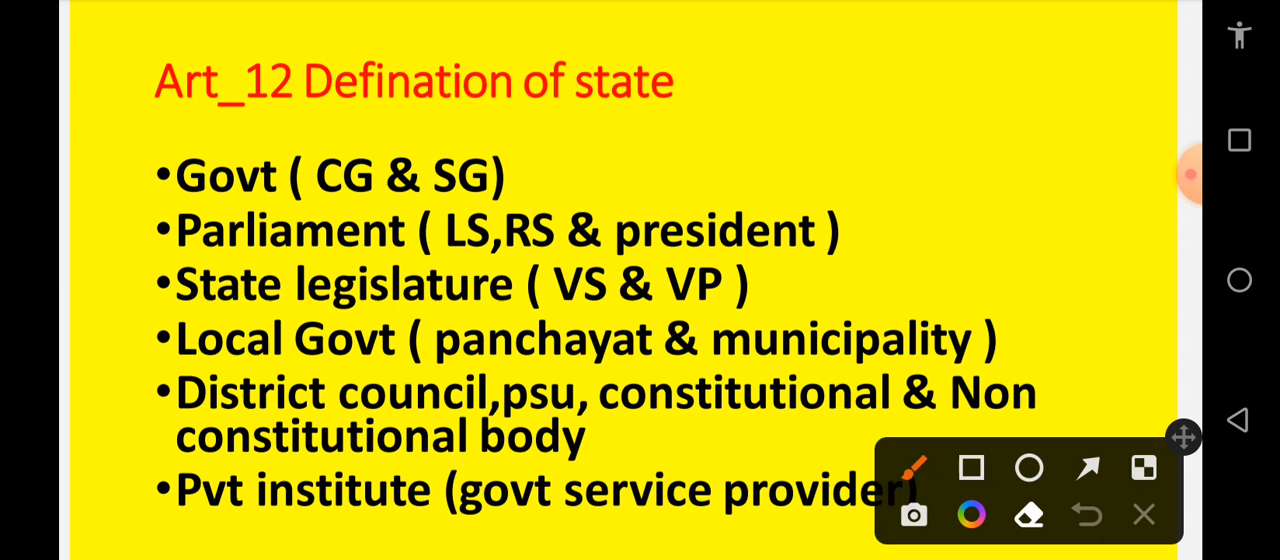 Art_12 Defination of state
•Govt ( CG & SG)
•Parliament ( LS,RS & president )
•State legislature ( VS & VP )
•Local Govt ( panchayat & municipality )
•District council,psu, constitutional & Non
constitutional body
•Pvt institute (govt service provider)